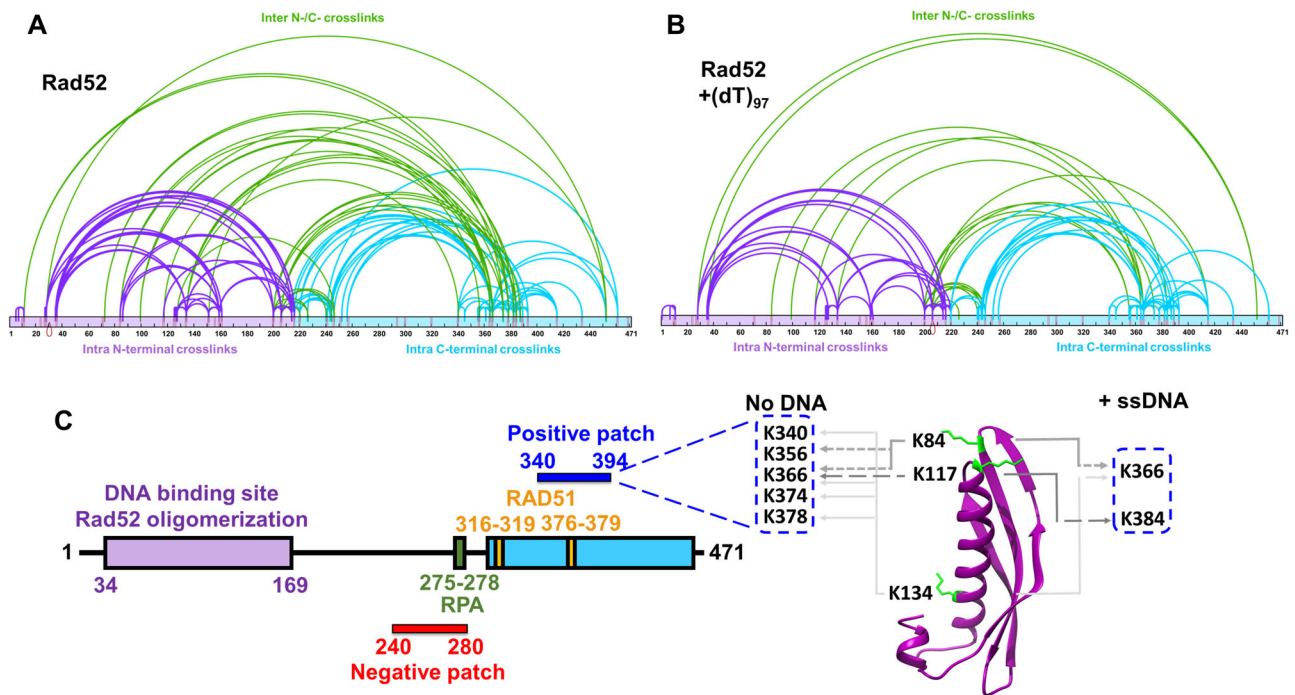 A
Inter N-/C- crosslinks
Rad52
1 20 40 60 80 100 120 140 160 180 200 220 240 260 280 300 320 340 360 380 400 420 440 471
Intra N-terminal crosslinks
Intra C-terminal crosslinks
B
Inter N-/C- crosslinks
Rad52
+(dT)97
1 20 40 60 80 100 120 140 160 180 200 220 240 260 280 300 320 340 360 380 400 420 440 471
Intra N-terminal crosslinks
Intra C-terminal crosslinks
C
DNA binding site
Rad52 oligomerization
1
34
169
Positive patch
340 394
RAD51
316-319 376-379
471
275-278
RPA
240 280
Negative patch
No DNA
K340
K356
K366
K374
K378
K84
K117
K134
+ ssDNA
K366
K384